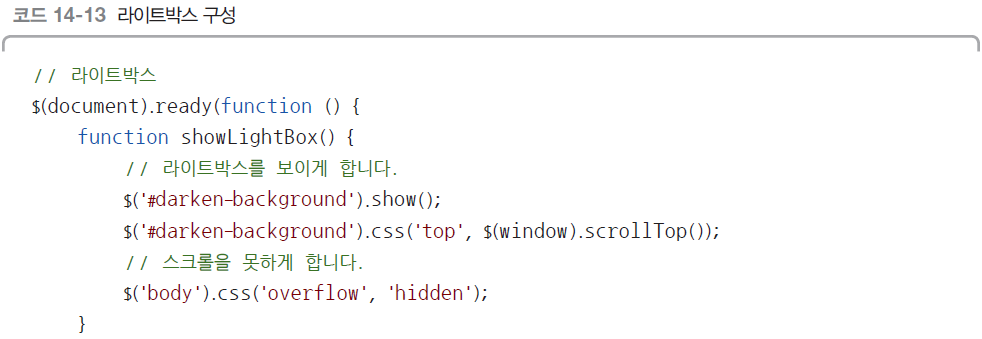 코드 14-13 라이트박스 구성
// 라이트박스
$(document).ready(function () {
function showLightBox() {
// 라이트박스를 보이게 합니다.
$('#darken-background').show();
$('#darken-background').css('top', $(window).scrollTop());
// 스크롤을 못하게 합니다.
$('body').css('overflow', 'hidden');
}